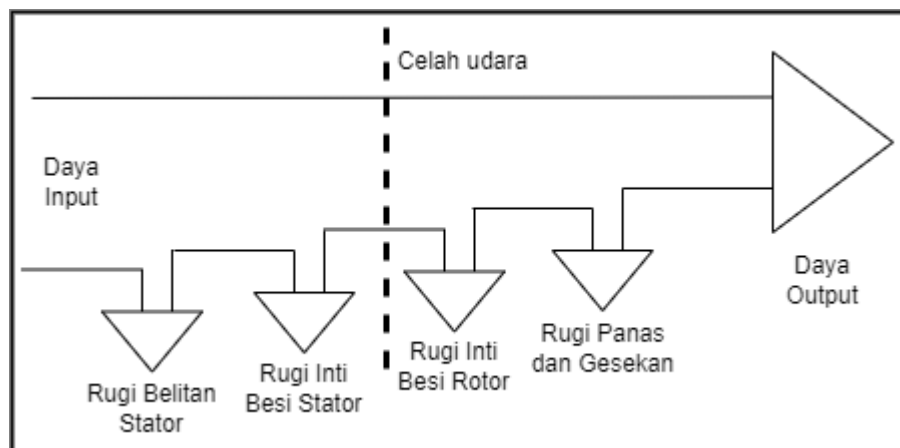 Celah udara
Daya
Input
Daya
Output
Rugi Belitan
Stator
Rugi Inti
Besi Stator
Rugi Inti
Besi Rotor
Rugi Panas
dan Gesekan